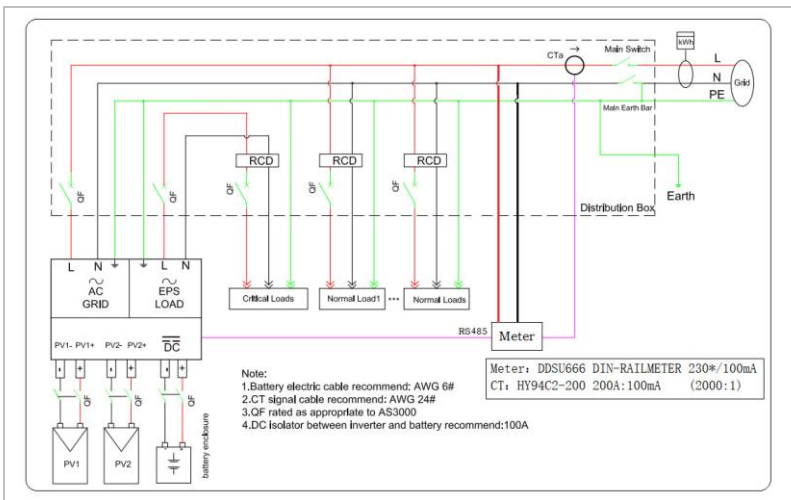 kWh
CTa
Main Switch
L
N
PE
Grid
Main Earth Bar
RCD
RCD
RCD
QF
QF
QF
QF
QF
Earth
Distribution Box
L N L N
AC
GRID
EPS
LOAD
Critical Loads
Normal Load1
•••
Normal Loads
RS485
Meter
PV1- PV1+ PV2- PV2+ DC
- + - + - +
QF
QF
QF
PV1
PV2
battery enclosure
Note:
1.Battery electric cable recommend: AWG 6#
2.CT signal cable recommend: AWG 24#
3.QF rated as appropriate to AS3000
4.DC isolator between inverter and battery recommend:100A
Meter: DDSU666 DIN-RAILMETER 230*/100mA
CT: HY94C2-200 200A:100mA (2000:1)